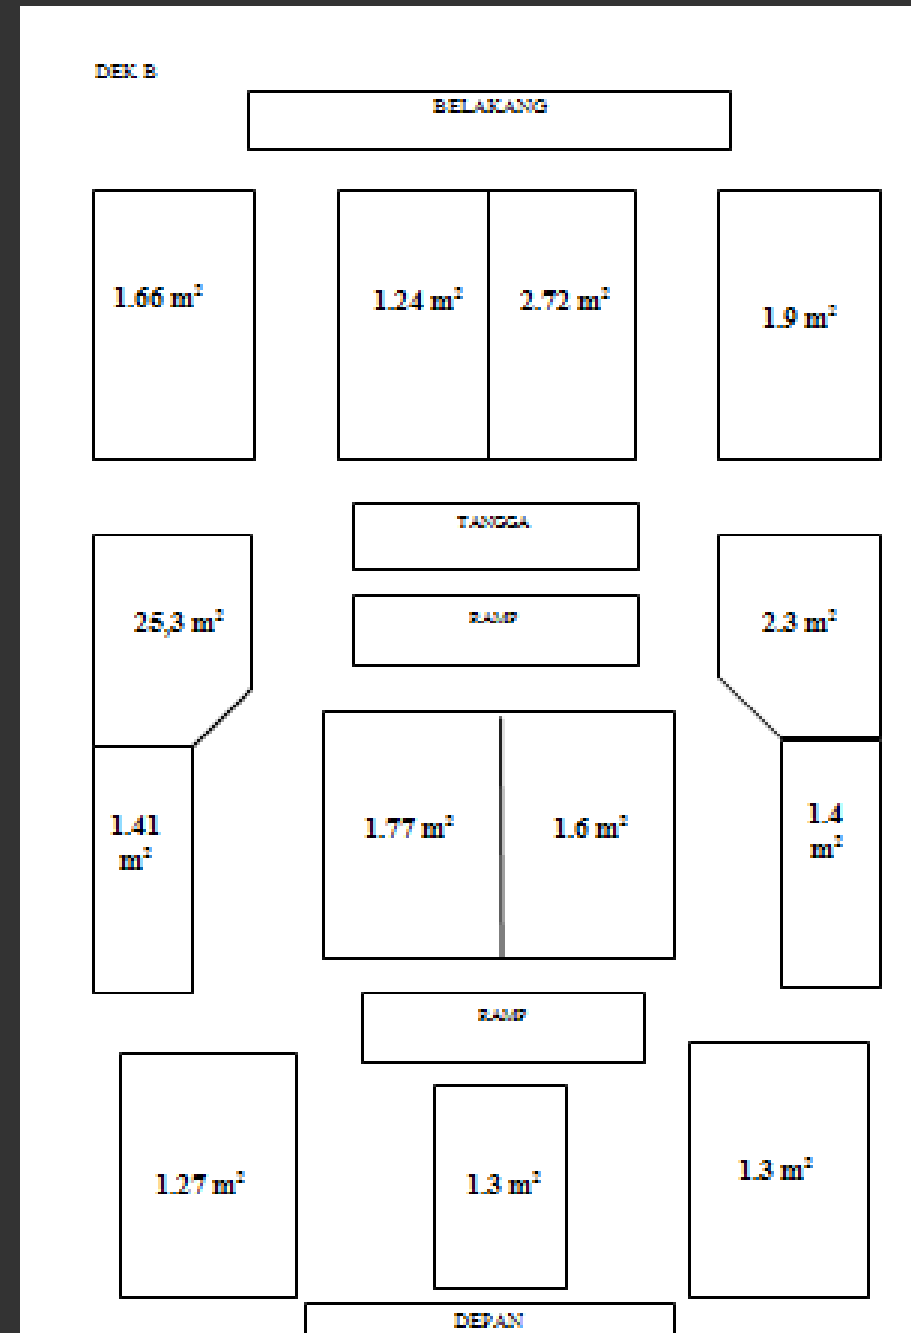 DEK B
BELAKANG
1.66 m²
1.24 m²
2.72 m²
1.9 m²
TANGGA
25,3 m²
RAMP
2.3 m²
1.41
m²
1.77 m²
1.6 m²
1.4
m²
RAMP
1.27 m²
1.3 m²
1.3 m²
DEPAN